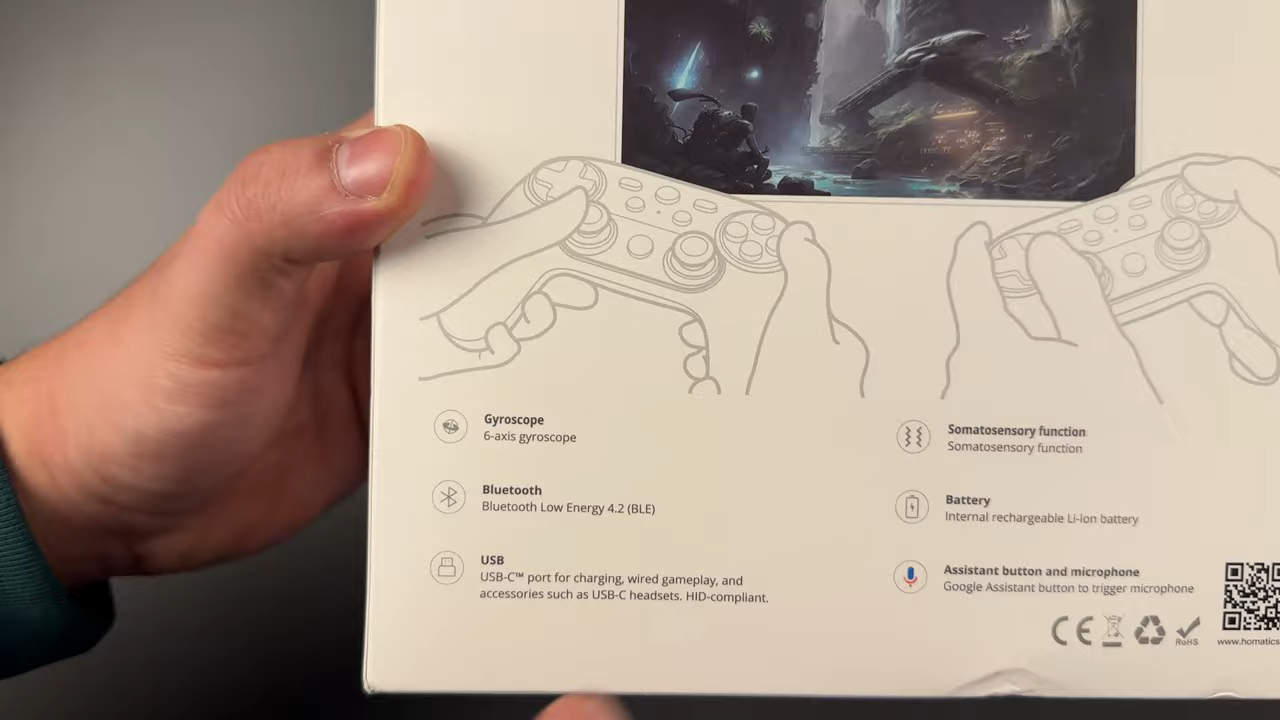 Gyroscope
6-axis gyroscope
Bluetooth
Bluetooth Low Energy 4.2 (BLE)
USB
USB-C™ port for charging, wired gameplay, and
accessories such as USB-C headsets. HID-compliant.
Somatosensory function
Somatosensory function
Battery
Internal rechargeable Li-Ion battery
Assistant button and microphone
Google Assistant button to trigger microphone
CE
RoHS
www.homatics